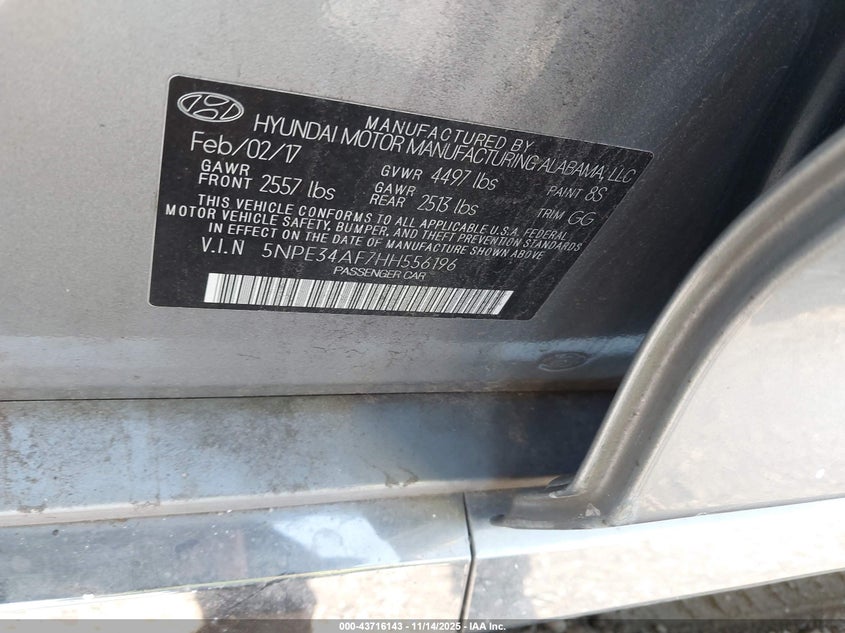 MANUFACTURED BY
HYUNDAI MOTOR MANUFACTURING ALABAMA, LLC
Feb/02/17 GVWR 4497 lbs PAINT 8S
GAWR FRONT 2557 lbs GAWR REAR 2513 lbs TRIM GG
THIS VEHICLE CONFORMS TO ALL APPLICABLE U.S.A. FEDERAL
MOTOR VEHICLE SAFETY, BUMPER, AND THEFT PREVENTION STANDARDS
IN EFFECT ON THE DATE OF MANUFACTURE SHOWN ABOVE.
V.I.N 5NPE34AF7HH556196
PASSENGER CAR
000-43716143 - 11/14/2025 - IAA Inc.